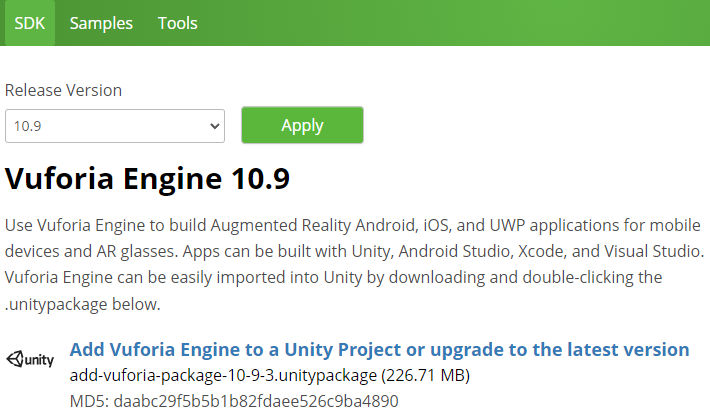 SDK Samples Tools
Release Version
10.9
Apply
Vuforia Engine 10.9
Use Vuforia Engine to build Augmented Reality Android, iOS, and UWP applications for mobile
devices and AR glasses. Apps can be built with Unity, Android Studio, Xcode, and Visual Studio.
Vuforia Engine can be easily imported into Unity by downloading and double-clicking the
.unitypackage below.
unity
Add Vuforia Engine to a Unity Project or upgrade to the latest version
add-vuforia-package-10-9-3.unitypackage (226.71 MB)
MD5: daabc29f5b5b1b82fdaee526c9ba4890